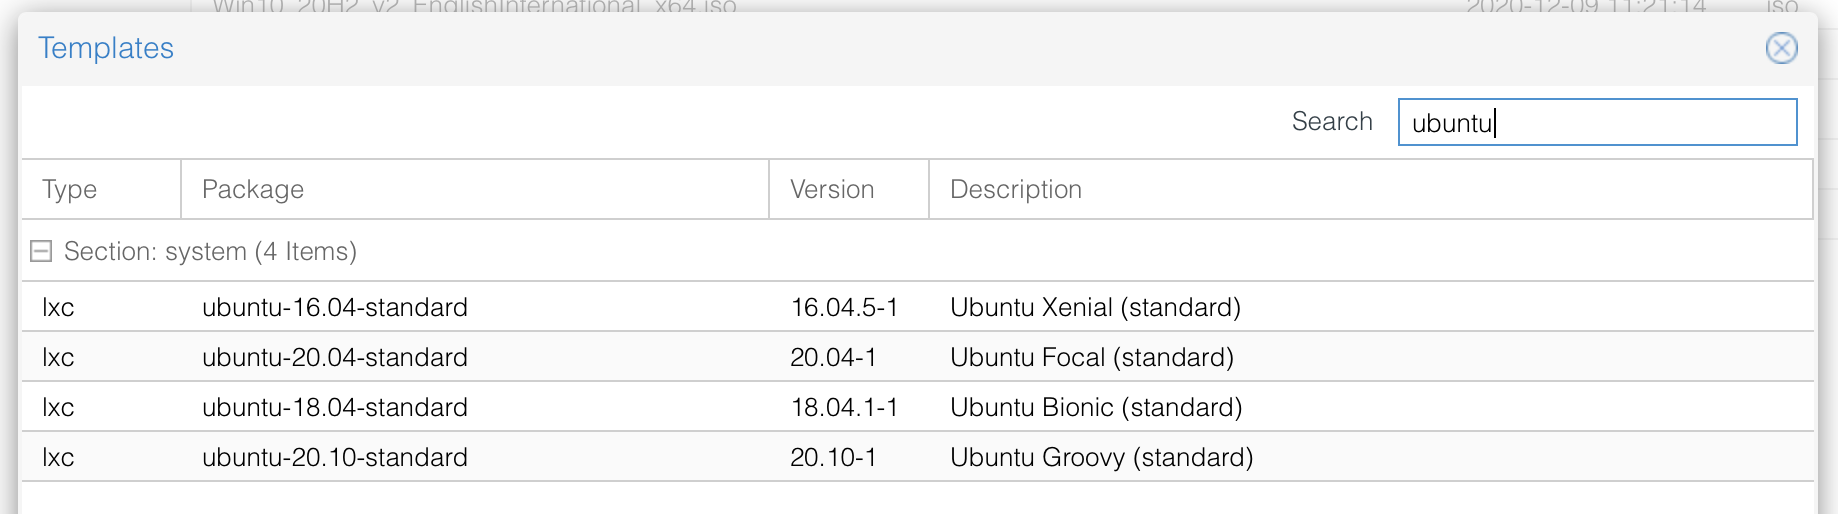 Win10_20H2_v2_EnglishInternational_x64.iso 2020-12-09 11:21:14 iso
Templates
Search ubuntu
Type Package Version Description
Section: system (4 Items)
lxc ubuntu-16.04-standard 16.04.5-1 Ubuntu Xenial (standard)
lxc ubuntu-20.04-standard 20.04-1 Ubuntu Focal (standard)
lxc ubuntu-18.04-standard 18.04.1-1 Ubuntu Bionic (standard)
lxc ubuntu-20.10-standard 20.10-1 Ubuntu Groovy (standard)